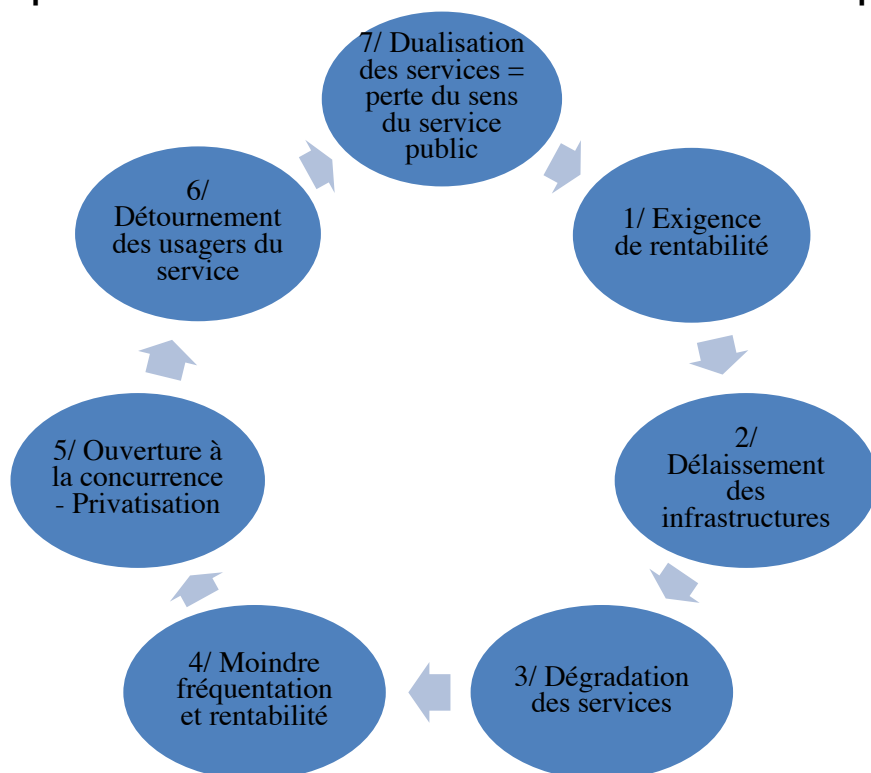 7/ Dualisation
des services =
perte du sens
du service
public
1/ Exigence
de rentabilité
2/
Délaissement
des
infrastructures
3/ Dégradation
des services
4/ Moindre
fréquentation
et rentabilité
5/ Ouverture à
la concurrence
- Privatisation
6/
Détournement
des usagers du
service